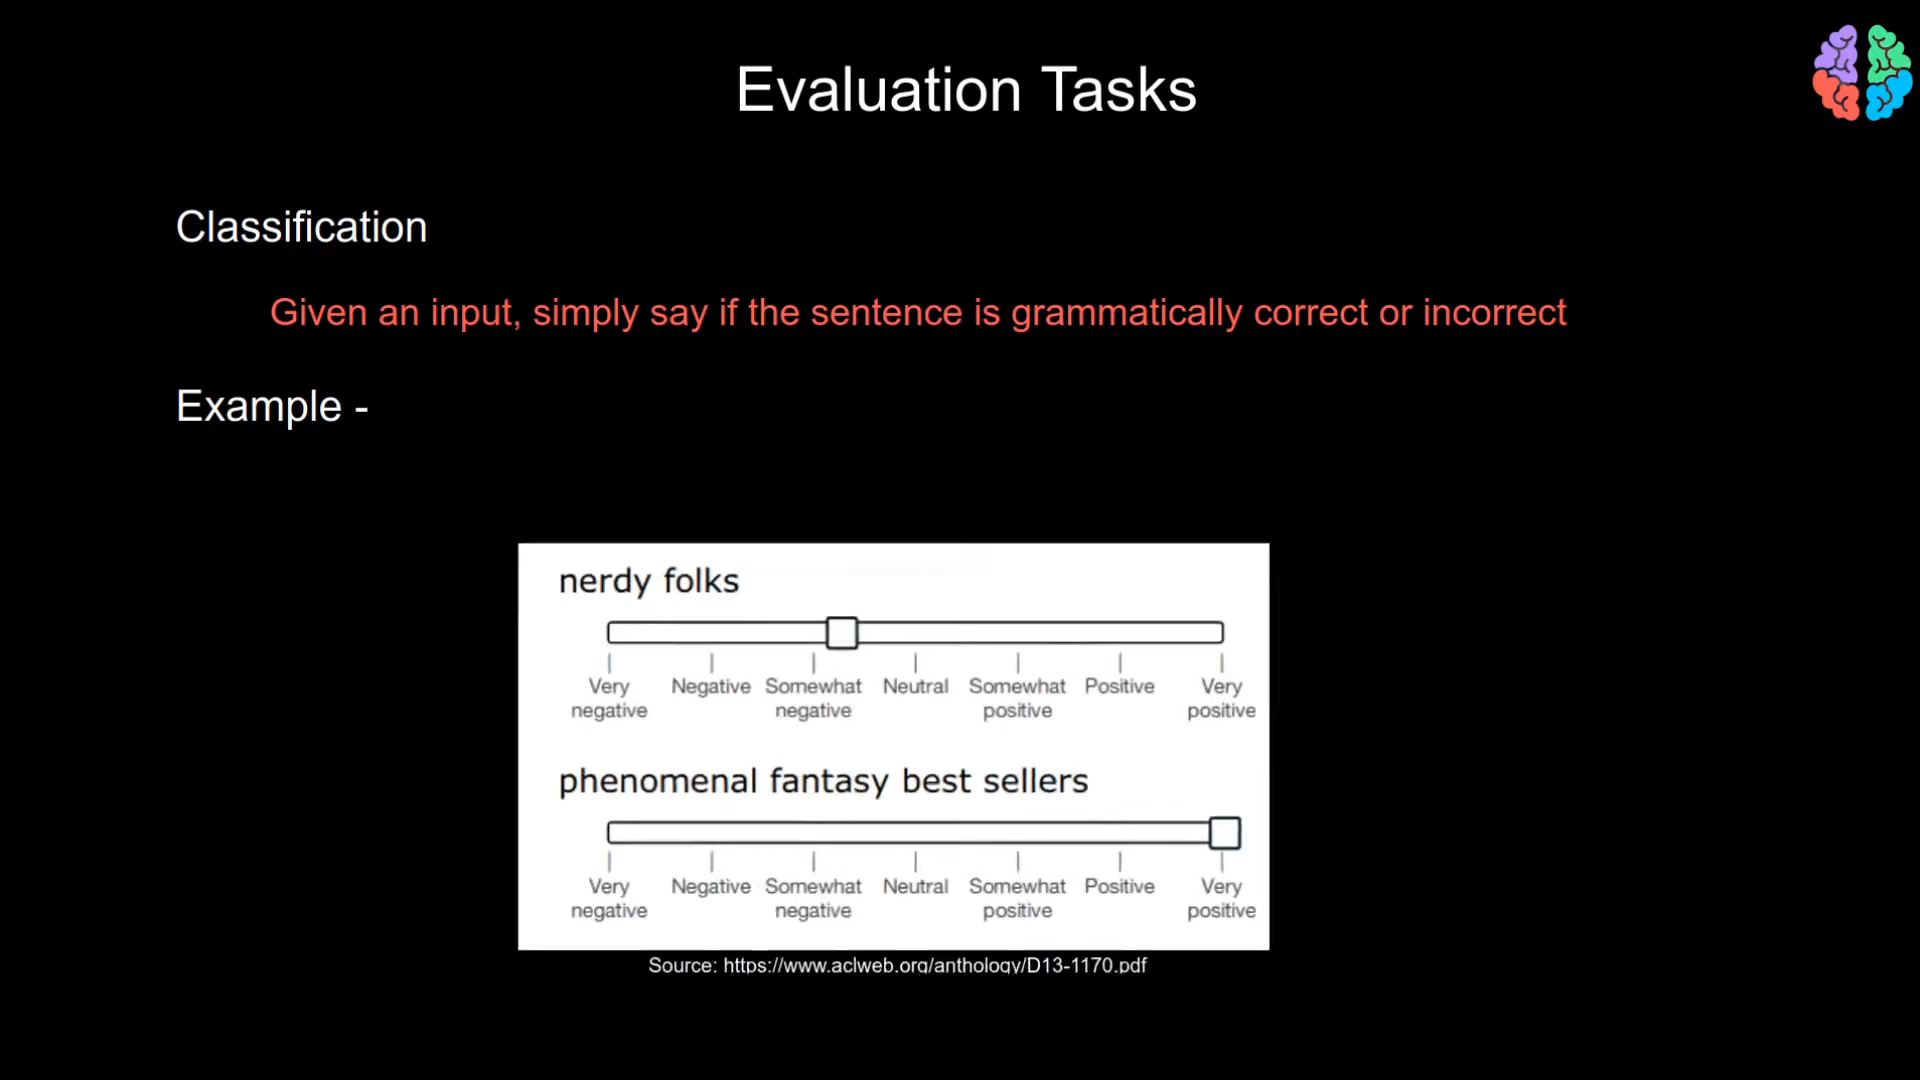 Evaluation Tasks
Classification
Given an input, simply say if the sentence is grammatically correct or incorrect
Example -
nerdy folks
Very negative
Negative
Somewhat negative
Neutral
Somewhat positive
Positive
Very positive
phenomenal fantasy best sellers
Very negative
Negative
Somewhat negative
Neutral
Somewhat positive
Positive
Very positive
Source: https://www.aclweb.org/anthology/D13-1170.pdf